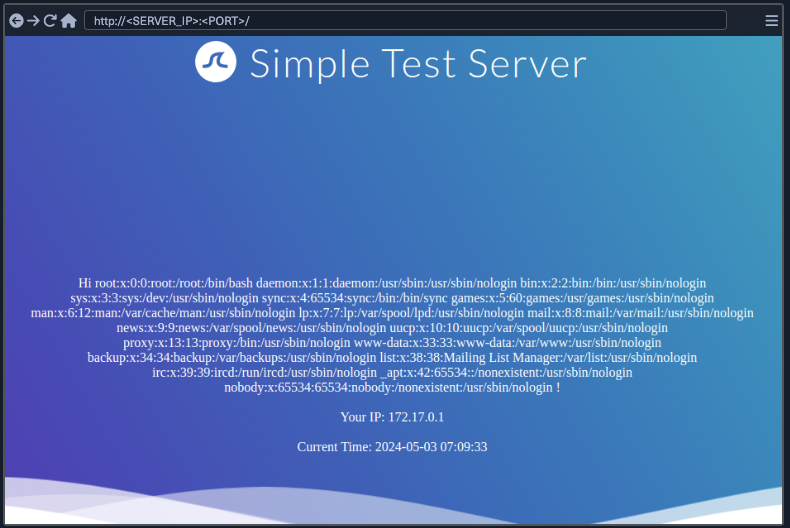 http://<SERVER_IP>:<PORT>/
Simple Test Server
Hi root:x:0:0:root:/root:/bin/bash daemon:x:1:1:daemon:/usr/sbin:/usr/sbin/nologin bin:x:2:2:bin:/bin:/usr/sbin/nologin
sys:x:3:3:sys:/dev:/usr/sbin/nologin sync:x:4:65534:sync:/bin:/bin/sync games:x:5:60:games:/usr/games:/usr/sbin/nologin
man:x:6:12:man:/var/cache/man:/usr/sbin/nologin lp:x:7:7:lp:/var/spool/lpd:/usr/sbin/nologin mail:x:8:8:mail:/var/mail:/usr/sbin/nologin
news:x:9:9:news:/var/spool/news:/usr/sbin/nologin uucp:x:10:10:uucp:/var/spool/uucp:/usr/sbin/nologin
proxy:x:13:13:proxy:/bin:/usr/sbin/nologin www-data:x:33:33:www-data:/var/www:/usr/sbin/nologin
backup:x:34:34:backup:/var/backups:/usr/sbin/nologin list:x:38:38:Mailing List Manager:/var/list:/usr/sbin/nologin
irc:x:39:39:ircd:/run/ircd:/usr/sbin/nologin _apt:x:42:65534::/nonexistent:/usr/sbin/nologin
nobody:x:65534:65534:nobody:/nonexistent:/usr/sbin/nologin !
Your IP: 172.17.0.1
Current Time: 2024-05-03 07:09:33